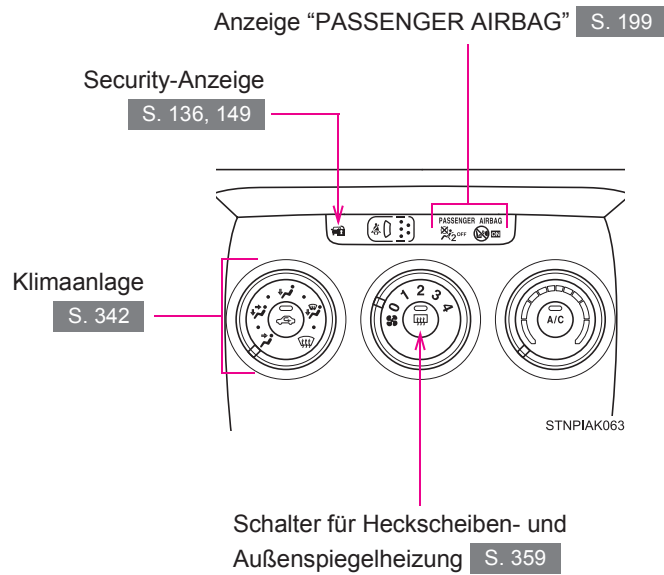 Anzeige “PASSENGER AIRBAG” S. 199
Security-Anzeige
S. 136, 149
PASSENGER AIRBAG
2 OFF ON
Klimaanlage
S. 342
0 1 2 3 4
A/C
STNPIAK063
Schalter für Heckscheiben- und
Außenspiegelheizung S. 359